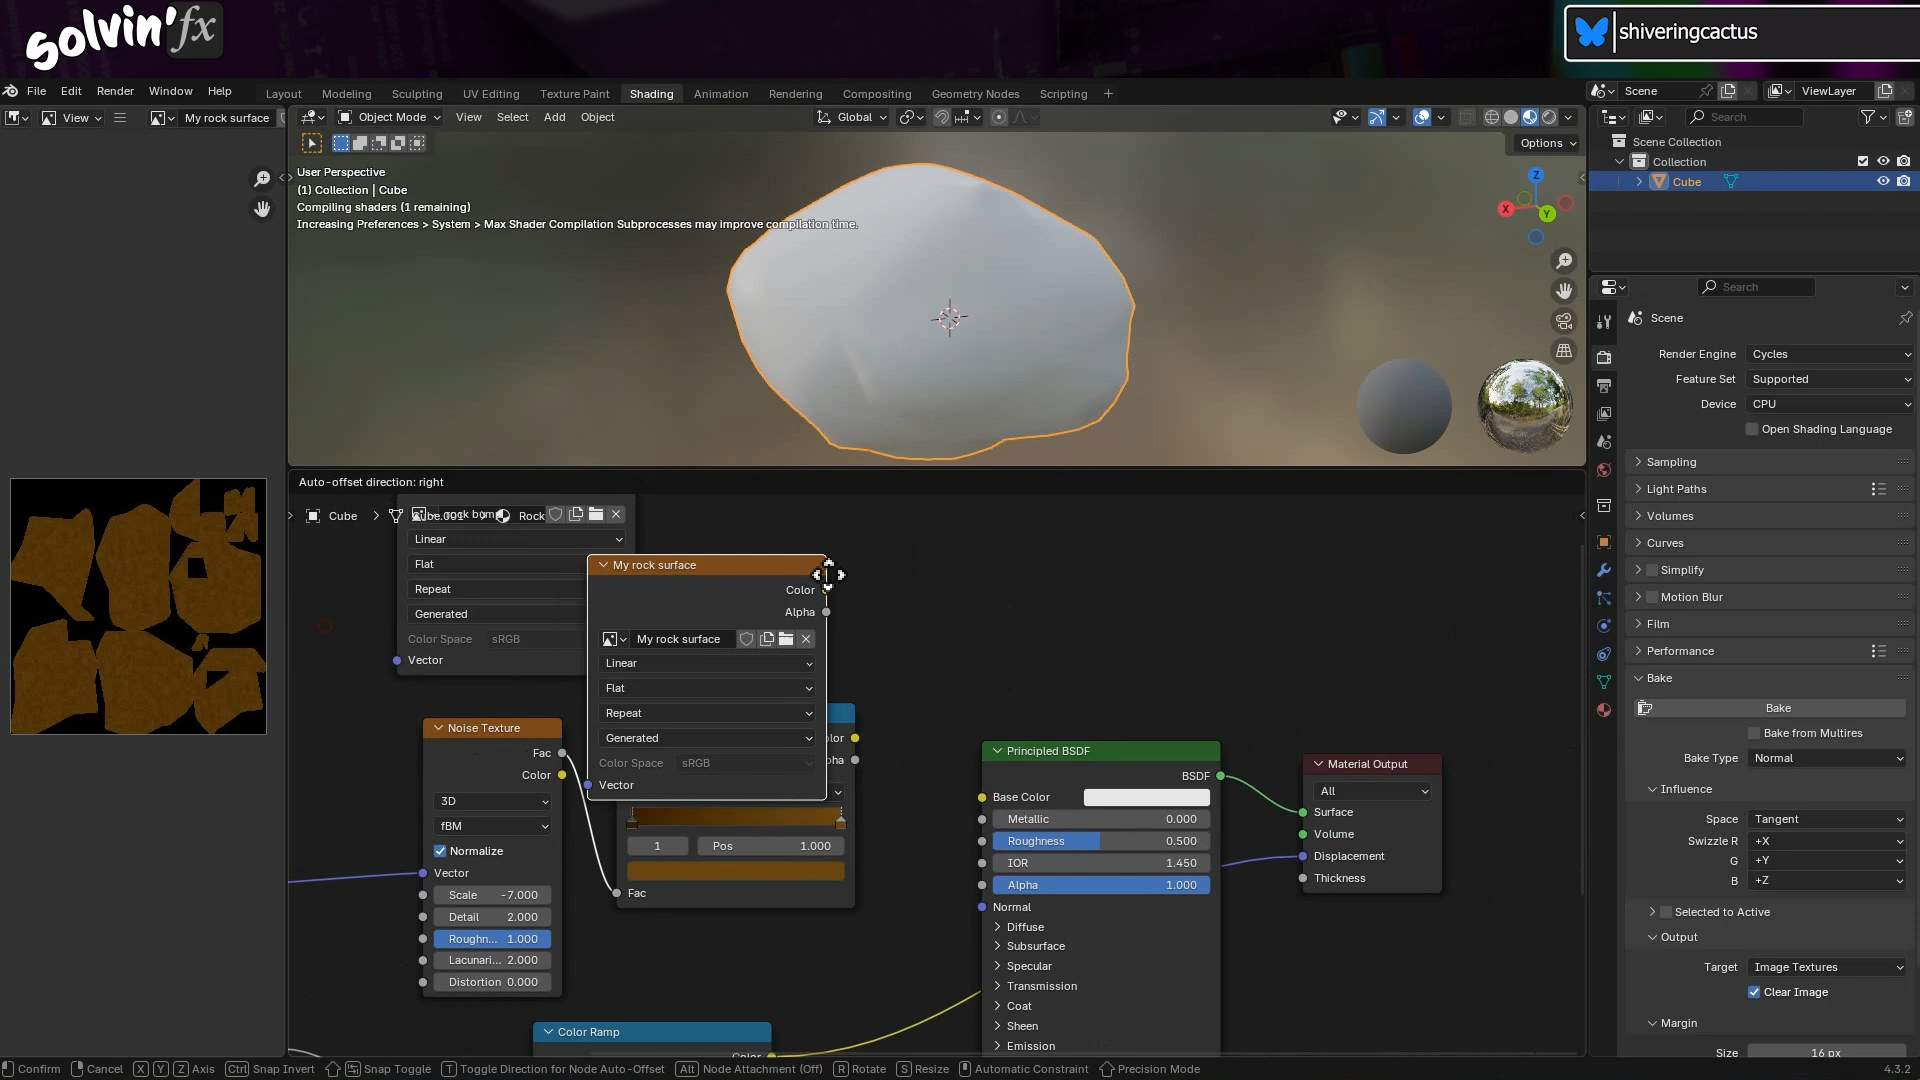 solvin'fx
shiveringcactus
File Edit Render Window Help
Layout Modeling Sculpting UV Editing Texture Paint Shading Animation Rendering Compositing Geometry Nodes Scripting +
Scene
ViewLayer
View
My rock surface
Object Mode View Select Add Object
Global
Search
Options
User Perspective
(1) Collection | Cube
Compiling shaders (1 remaining)
Increasing Preferences > System > Max Shader Compilation Subprocesses may improve compilation time.
Z
X
Y
Scene Collection
Collection
Cube
Search
Scene
Render Engine Cycles
Feature Set Supported
Device CPU
Open Shading Language
Sampling
Light Paths
Volumes
Curves
Simplify
Motion Blur
Film
Performance
Bake
Bake
Bake from Multires
Bake Type Normal
Influence
Space Tangent
Swizzle R +X
G +Y
B +Z
Selected to Active
Output
Target Image Textures
Clear Image
Margin
Size 16 px
Auto-offset direction: right
Cube
Cube.001
Rock
rock bump
Linear
Flat
Repeat
Generated
Color Space sRGB
Vector
My rock surface
Color
Alpha
My rock surface
Linear
Flat
Repeat
Generated
Color Space sRGB
Vector
Noise Texture
Fac
Color
3D
fBM
Normalize
Vector
Scale -7.000
Detail 2.000
Roughn... 1.000
Lacunari... 2.000
Distortion 0.000
1 Pos 1.000
Fac
Color Ramp
Color
Principled BSDF
BSDF
Base Color
Metallic 0.000
Roughness 0.500
IOR 1.450
Alpha 1.000
Normal
Diffuse
Subsurface
Specular
Transmission
Coat
Sheen
Emission
Material Output
All
Surface
Volume
Displacement
Thickness
Confirm Cancel X Y Z Axis Ctrl Snap Invert Snap Toggle T Toggle Direction for Node Auto-Offset Alt Node Attachment (Off) R Rotate S Resize Automatic Constraint Precision Mode
4.3.2